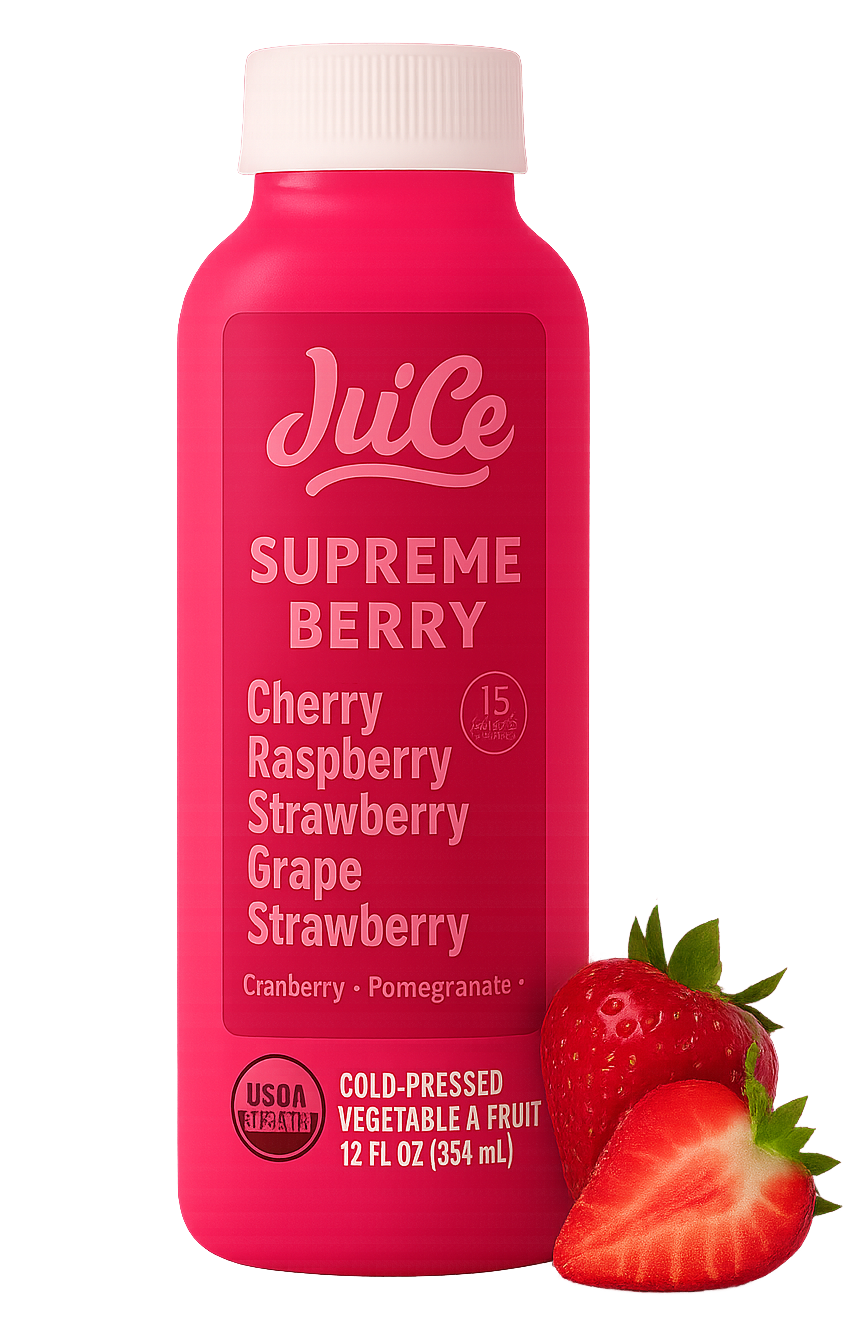 JuiCe
SUPREME
BERRY
Cherry
15
Raspberry
Strawberry
Grape
Strawberry
Cranberry · Pomegranate ·
USOA
COLD-PRESSED
VEGETABLE A FRUIT
12 FL OZ (354 mL)